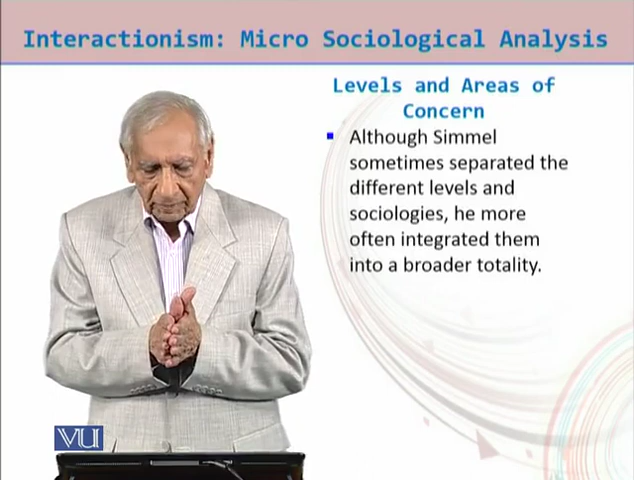 Interactionism: Micro Sociological Analysis
Levels and Areas of
Concern
Although Simmel
sometimes separated the
different levels and
sociologies, he more
often integrated them
into a broader totality.
VU